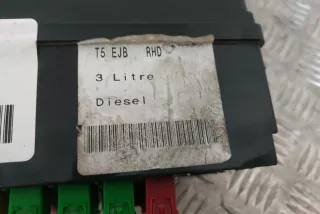 T5 EJB RHD
3 Litre
Diesel